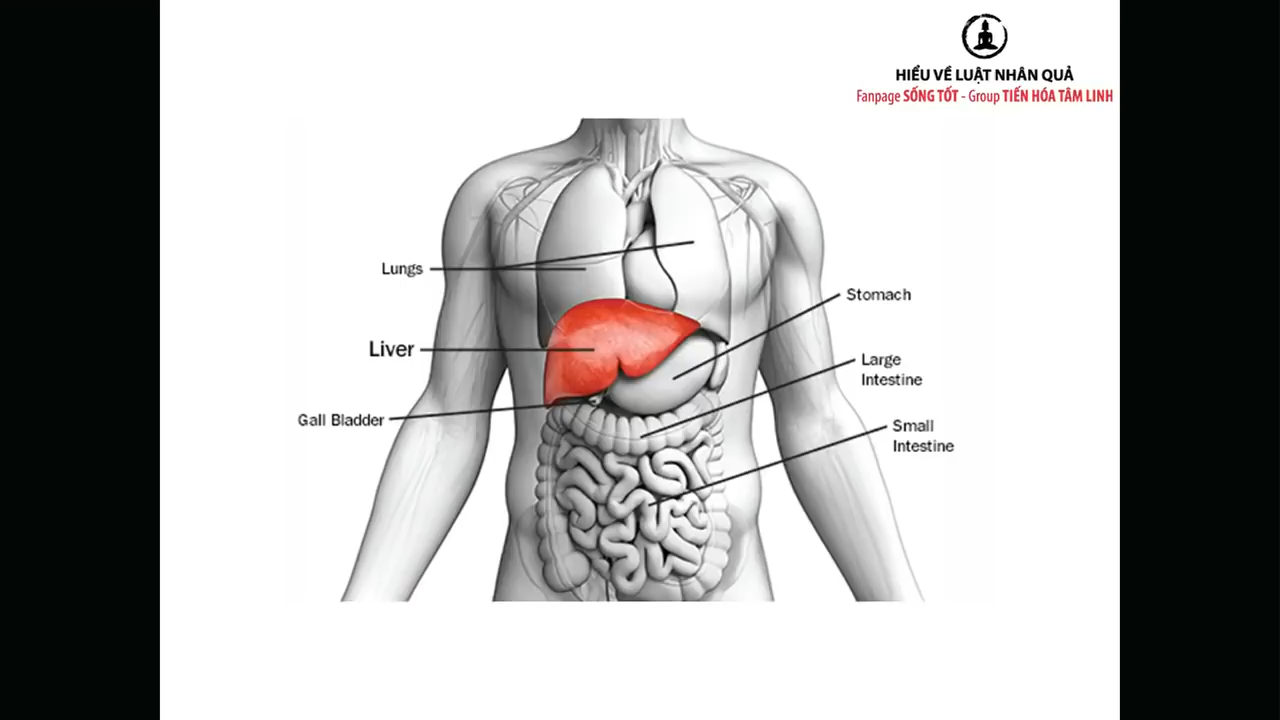 HIỂU VỀ LUẬT NHÂN QUẢ
Fanpage SỐNG TỐT - Group TIẾN HÓA TÂM LINH
Lungs
Stomach
Liver
Large
Intestine
Gall Bladder
Small
Intestine